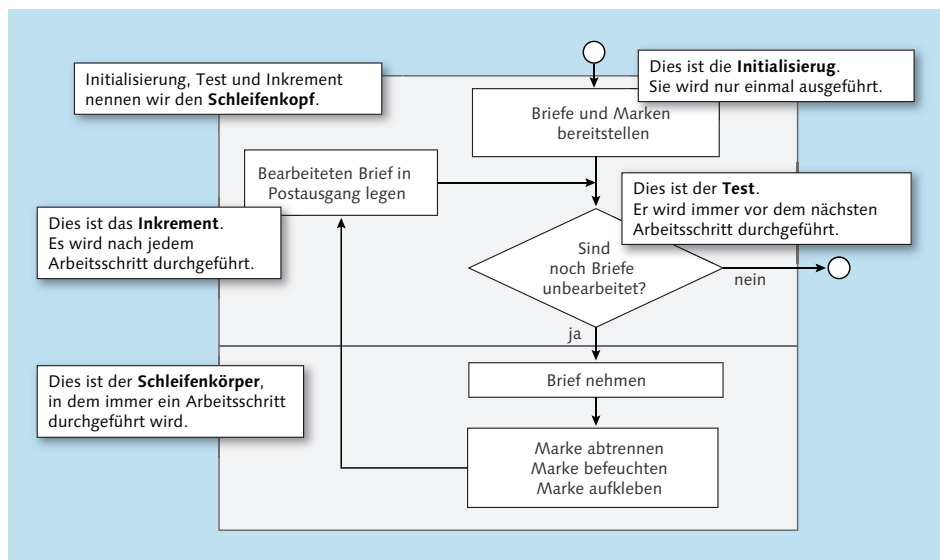 Initialisierung, Test und Inkrement
nennen wir den Schleifenkopf.
Dies ist die Initialisierug.
Sie wird nur einmal ausgeführt.
Briefe und Marken
bereitstellen
Bearbeiteten Brief in
Postausgang legen
Dies ist der Test.
Er wird immer vor dem nächsten
Arbeitsschritt durchgeführt.
Dies ist das Inkrement.
Es wird nach jedem
Arbeitsschritt durchgeführt.
Sind
noch Briefe
unbearbeitet?
nein
ja
Dies ist der Schleifenkörper,
in dem immer ein Arbeitsschritt
durchgeführt wird.
Brief nehmen
Marke abtrennen
Marke befeuchten
Marke aufkleben